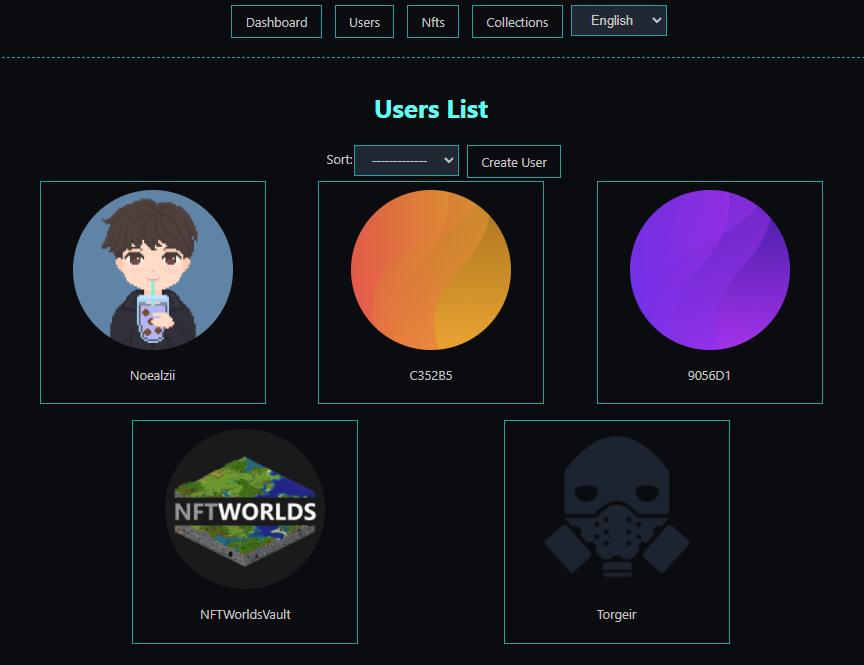 Dashboard Users Nfts Collections English
Users List
Sort: ------------- Create User
Noealzii C352B5 9056D1
NFTWORLDS
NFTWorldsVault Torgeir